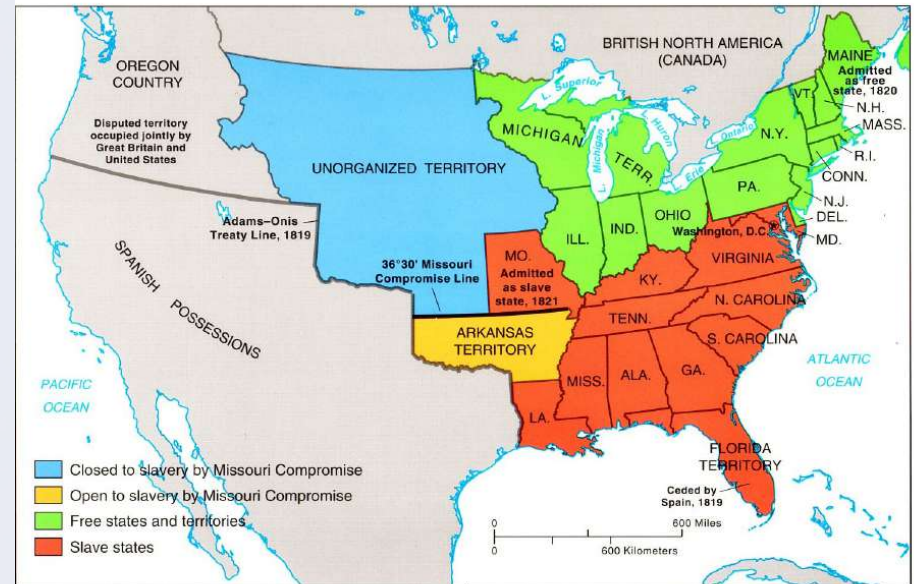 OREGON
COUNTRY
Disputed territory
occupied jointly by
Great Britain and
United States
BRITISH NORTH AMERICA
(CANADA)
MAINE
Admitted
as free
state, 1820
VT.
N.H.
MASS.
N.Y.
R.I.
CONN.
PA.
N.J.
DEL.
MD.
L. Superior
L. Michigan
Huron
Ontario
L. Erie
MICHIGAN
TERR.
UNORGANIZED TERRITORY
Adams–Onis
Treaty Line, 1819
36°30' Missouri
Compromise Line
MO.
Admitted
as slave
state, 1821
ILL.
IND.
OHIO
Washington, D.C.
VIRGINIA
KY.
N. CAROLINA
TENN.
S. CAROLINA
ARKANSAS
TERRITORY
MISS.
ALA.
GA.
LA.
SPANISH POSSESSIONS
PACIFIC
OCEAN
ATLANTIC
OCEAN
FLORIDA
TERRITORY
Ceded by
Spain, 1819
Closed to slavery by Missouri Compromise
Open to slavery by Missouri Compromise
Free states and territories
Slave states
0
600 Miles
0
600 Kilometers